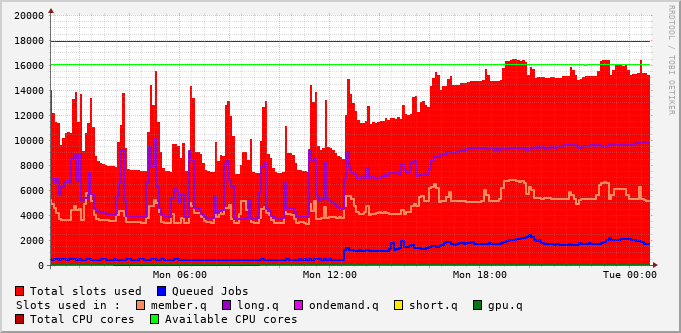 20000
18000
16000
14000
12000
10000
8000
6000
4000
2000
0
Mon 06:00 Mon 12:00 Mon 18:00 Tue 00:00
RRDTOOL / TOBI OETIKER
Total slots used Queued Jobs
Slots used in : member.q long.q ondemand.q short.q gpu.q
Total CPU cores Available CPU cores